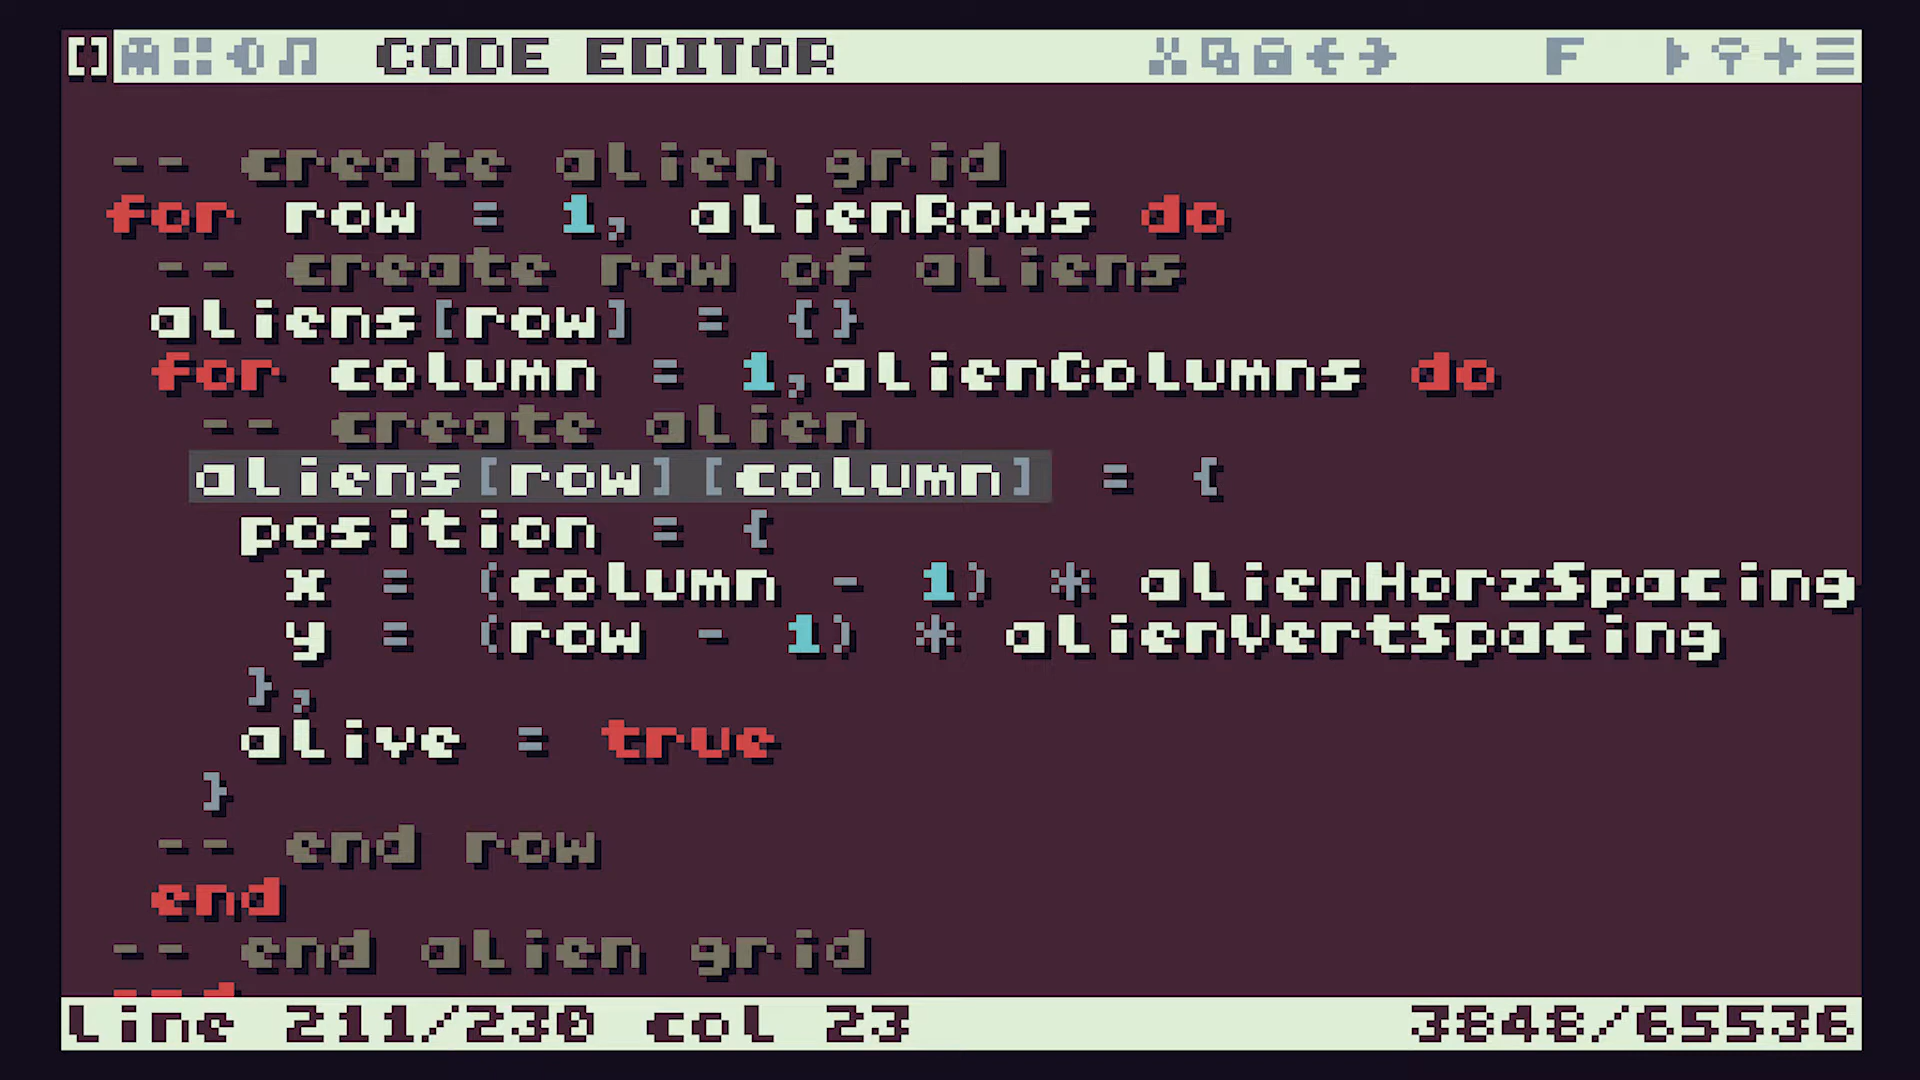 CODE EDITOR F
-- create alien grid
for row = 1, alienRows do
-- create row of aliens
aliens[row] = {}
for column = 1,alienColumns do
-- create alien
aliens[row][column] = {
position = {
x = (column - 1) * alienHorzSpacing
y = (row - 1) * alienVertSpacing
},
alive = true
}
-- end row
end
-- end alien grid
end
line 211/230 col 23 3848/65536